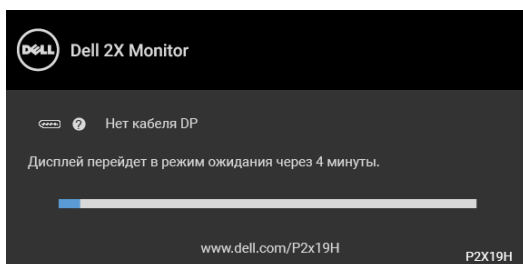 DELL Dell 2X Monitor
? Нет кабеля DP
Дисплей перейдет в режим ожидания через 4 минуты.
www.dell.com/P2x19H
P2X19H